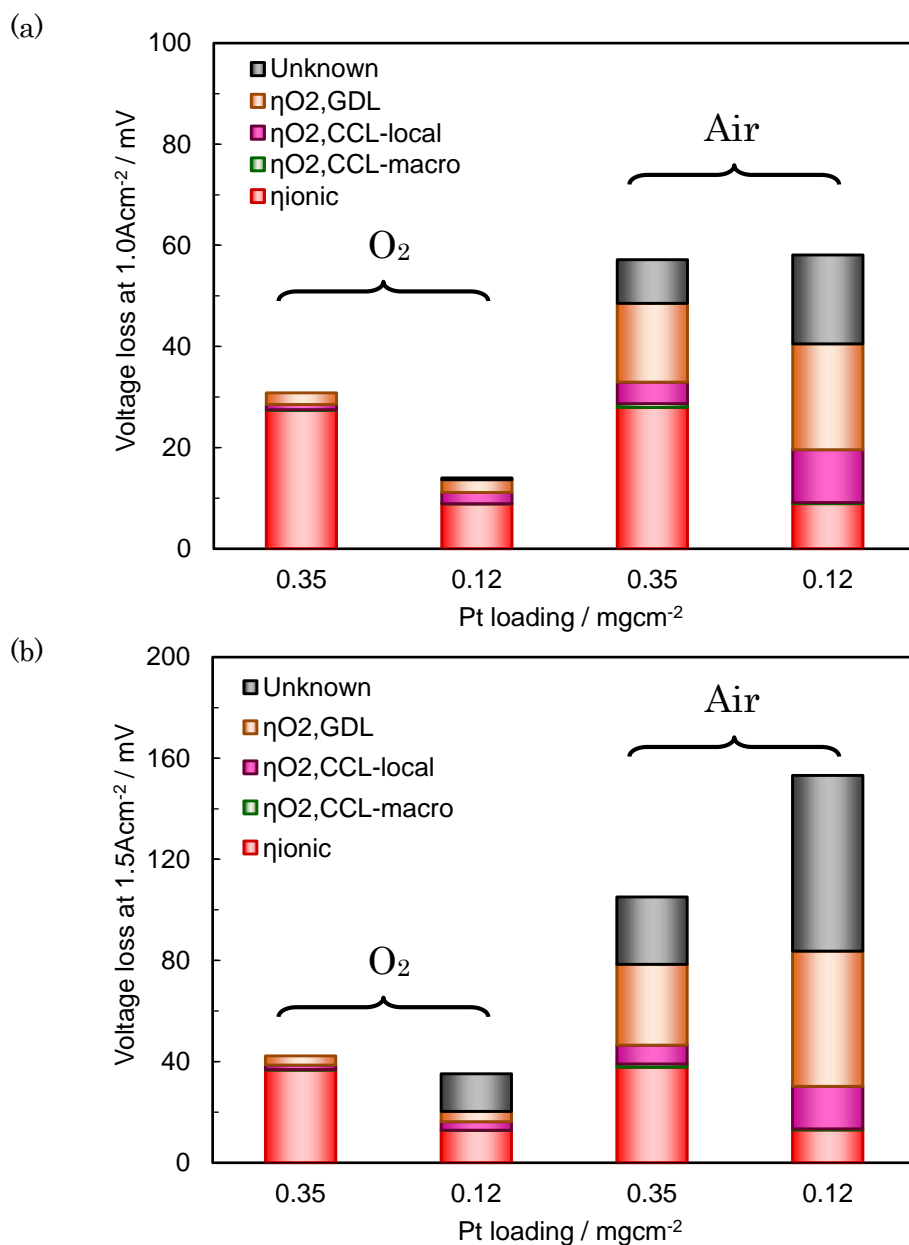 (a)
100
80
60
40
20
0
Voltage loss at 1.0Acm-2 / mV
Unknown
ηO2,GDL
ηO2,CCL-local
ηO2,CCL-macro
ηionic
O2
Air
0.35 0.12 0.35 0.12
Pt loading / mgcm-2
(b)
200
160
120
80
40
0
Voltage loss at 1.5Acm-2 / mV
Unknown
ηO2,GDL
ηO2,CCL-local
ηO2,CCL-macro
ηionic
O2
Air
0.35 0.12 0.35 0.12
Pt loading / mgcm-2